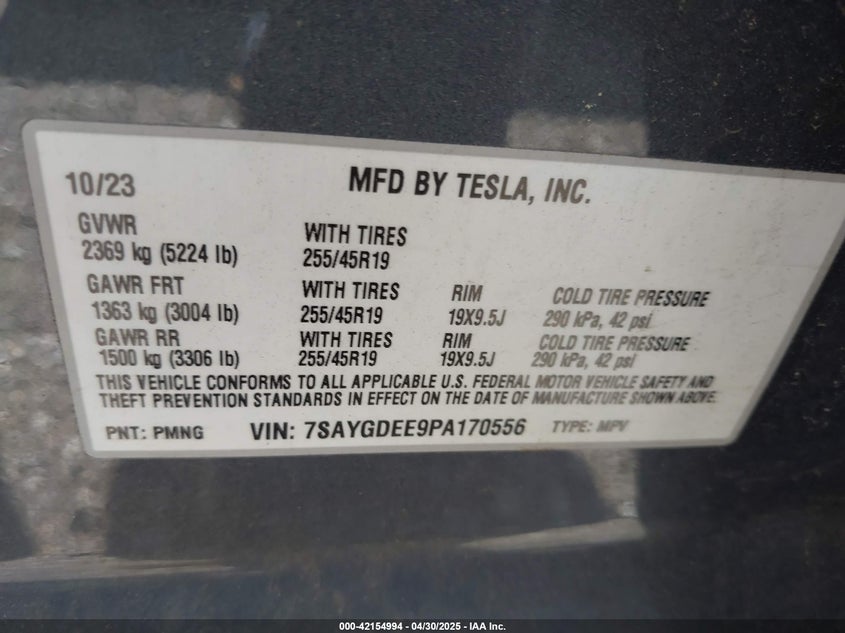 10/23 MFD BY TESLA, INC.
GVWR
2369 kg (5224 lb) WITH TIRES 255/45R19
GAWR FRT WITH TIRES RIM COLD TIRE PRESSURE
1363 kg (3004 lb) 255/45R19 19X9.5J 290 kPa, 42 psi
GAWR RR WITH TIRES RIM COLD TIRE PRESSURE
1500 kg (3306 lb) 255/45R19 19X9.5J 290 kPa, 42 psi
THIS VEHICLE CONFORMS TO ALL APPLICABLE U.S. FEDERAL MOTOR VEHICLE SAFETY AND
THEFT PREVENTION STANDARDS IN EFFECT ON THE DATE OF MANUFACTURE SHOWN ABOVE.
PNT: PMNG VIN: 7SAYGDEE9PA170556 TYPE: MPV
000-42154994 - 04/30/2025 - IAA Inc.